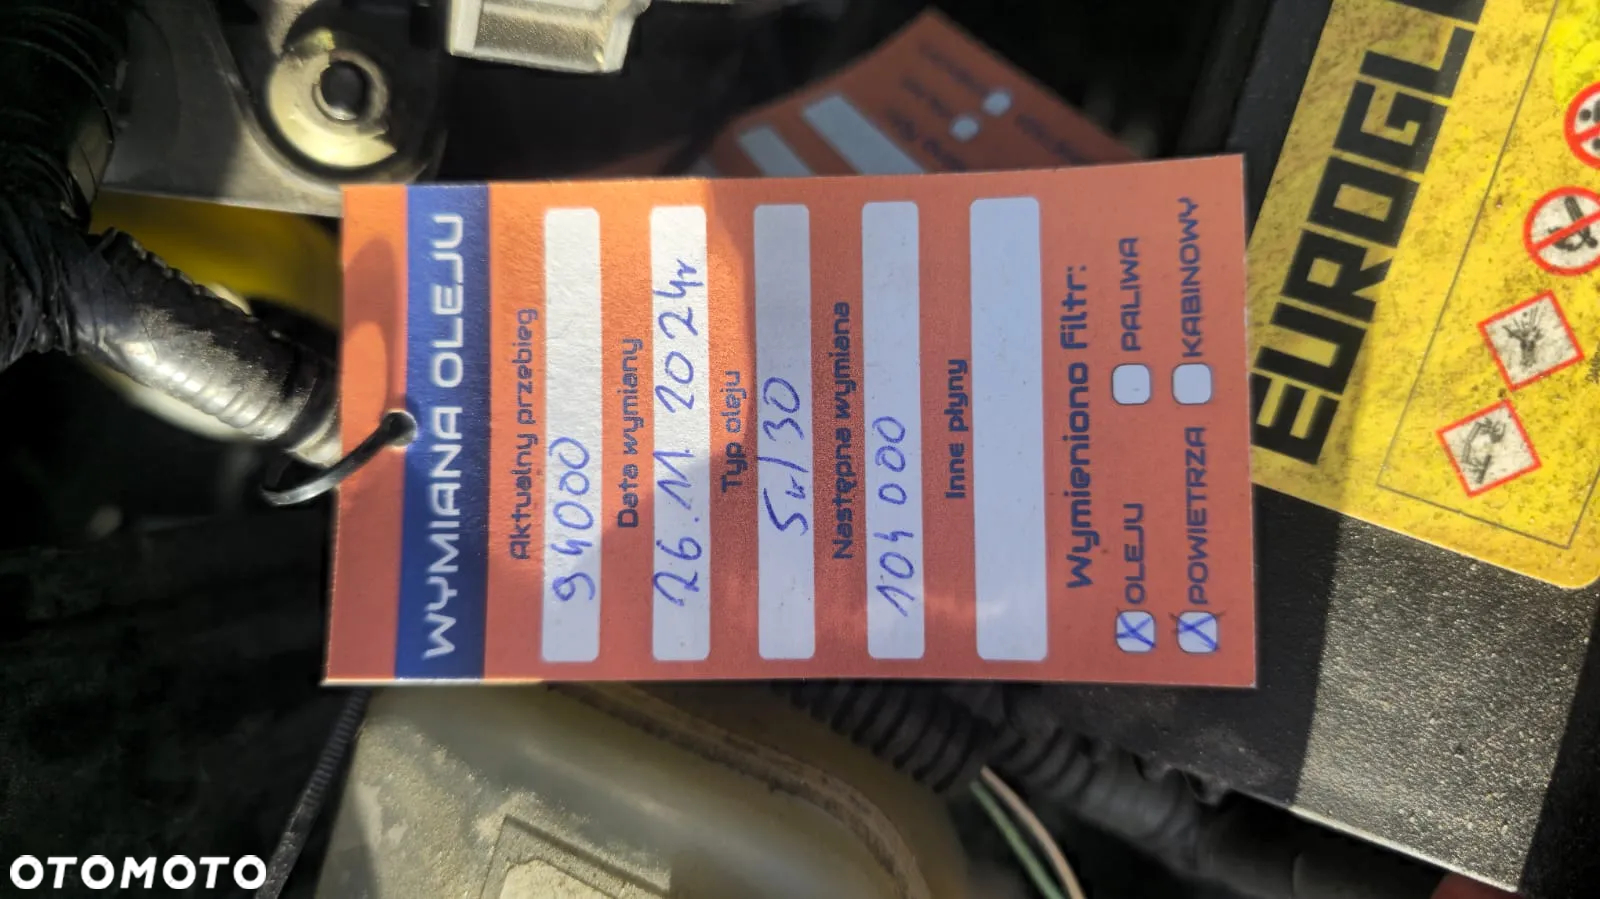 WYMIANA OLEJU
Aktualny przebieg
94000
Data wymiany
26.11.2024r
Typ oleju
5w/30
Następna wymiana
104 000
Inne płyny
Wymieniono filtr:
X OLEJU PALIWA
X POWIETRZA KABINOWY
EUROGL
OTOMOTO